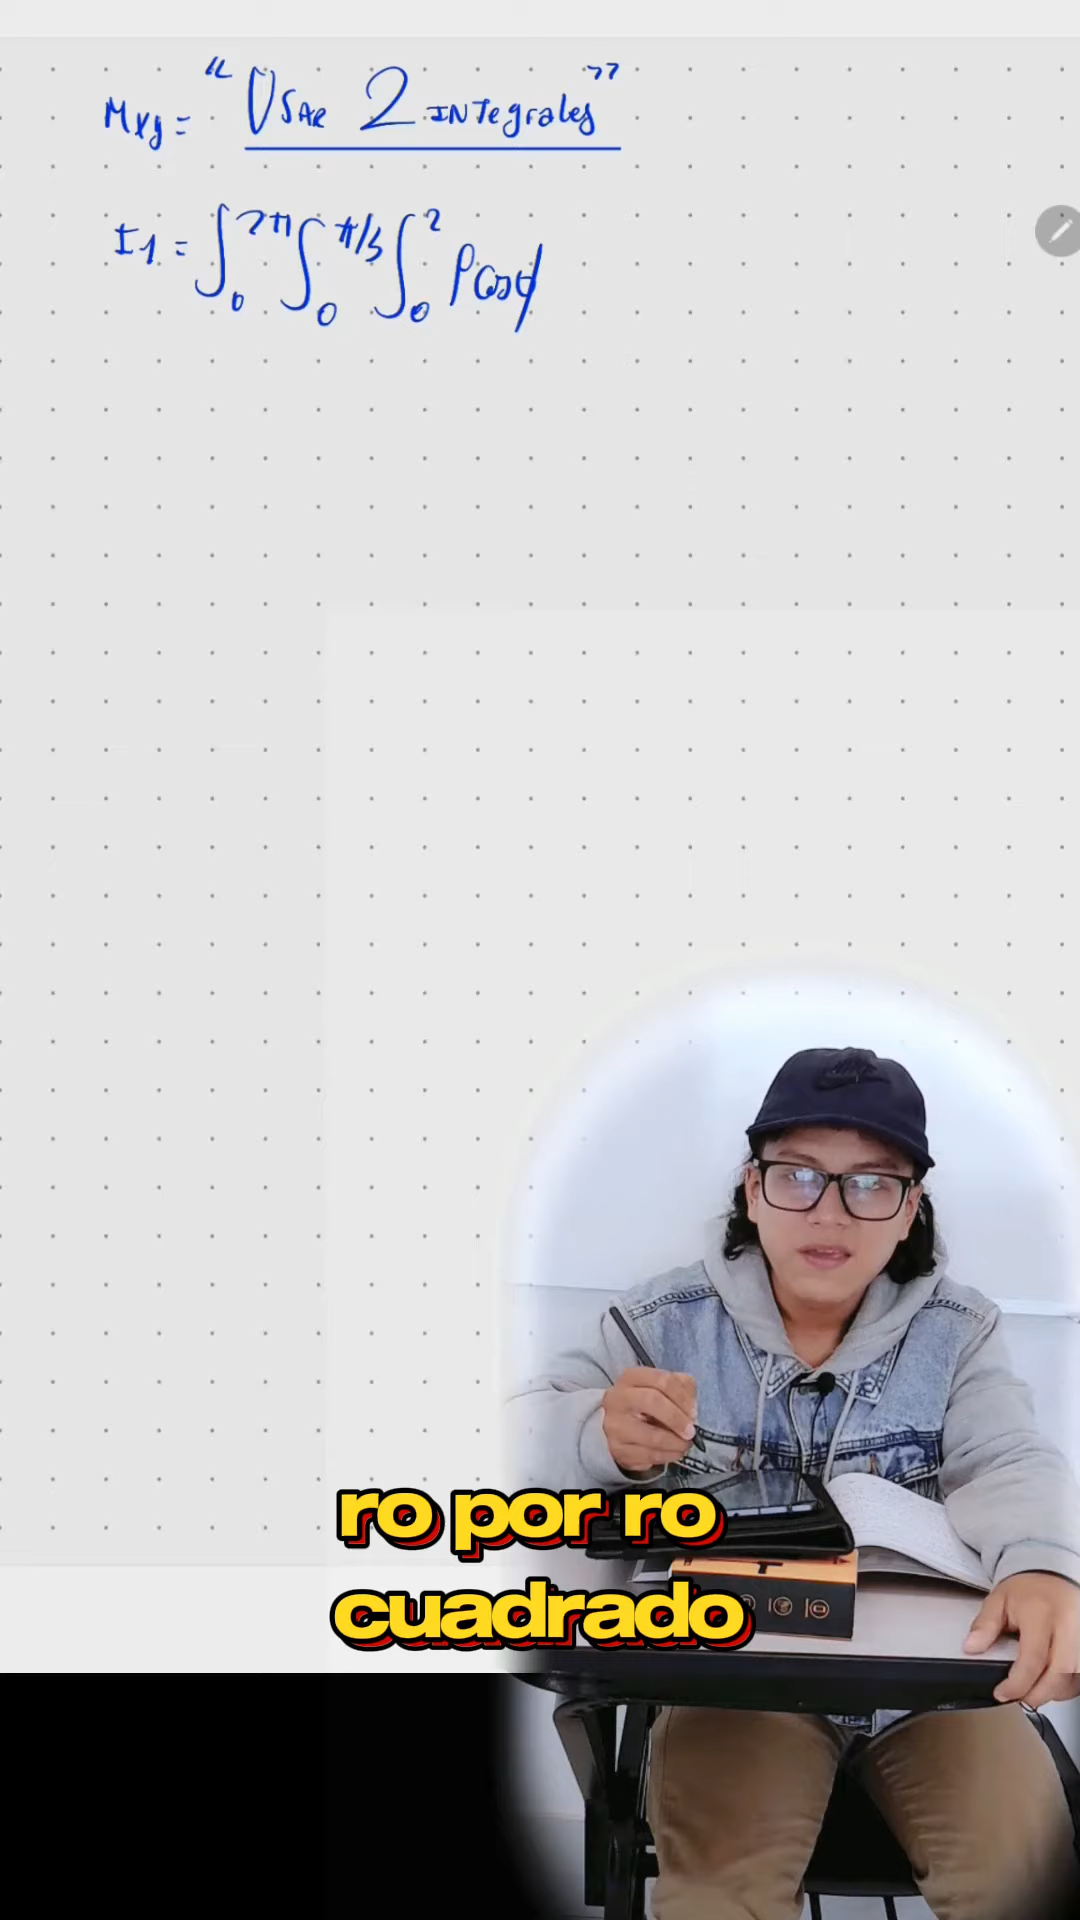 Mxy = "USAR 2 INTegrales"
I1 = ∫₀^2π ∫₀^π/3 ∫₀^2 ρ cos ϕ
ro por ro
cuadrado